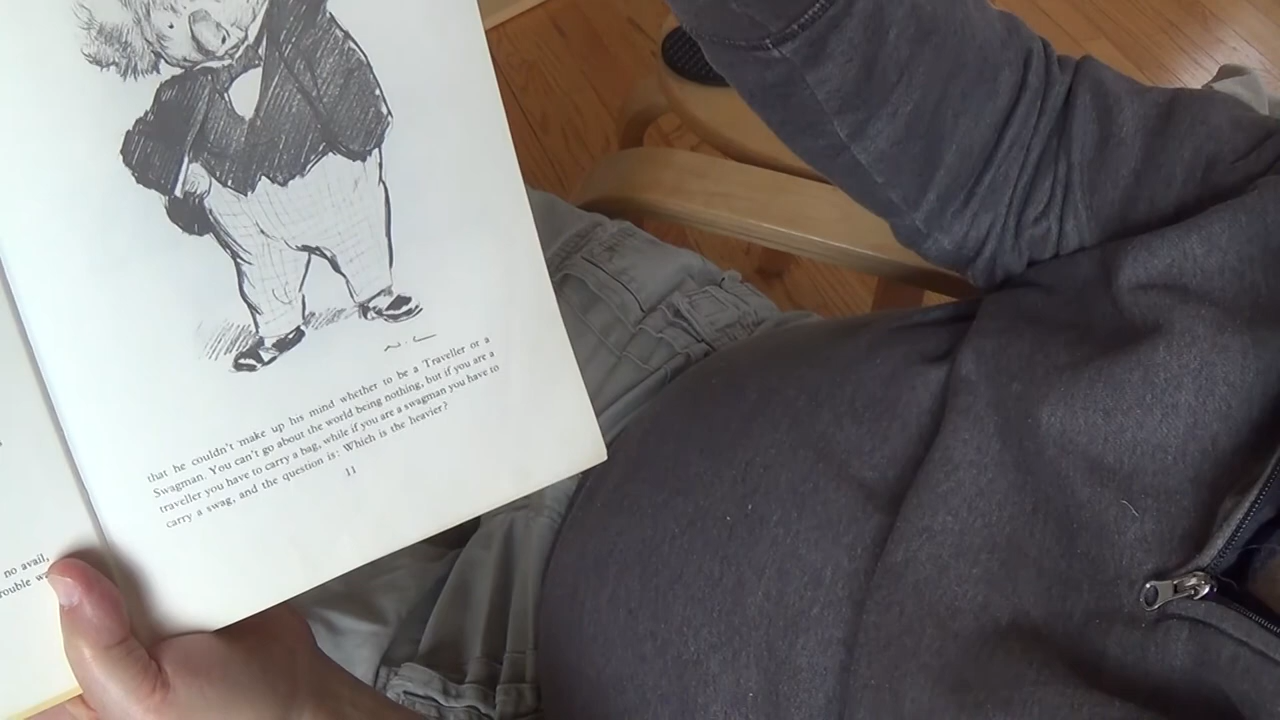 no avail,
rouble
N. L
that he couldn't make up his mind whether to be a Traveller or a
Swagman. You can't go about the world being nothing, but if you are a
traveller you have to carry a bag, while if you are a swagman you have to
carry a swag, and the question is: Which is the heavier?
11